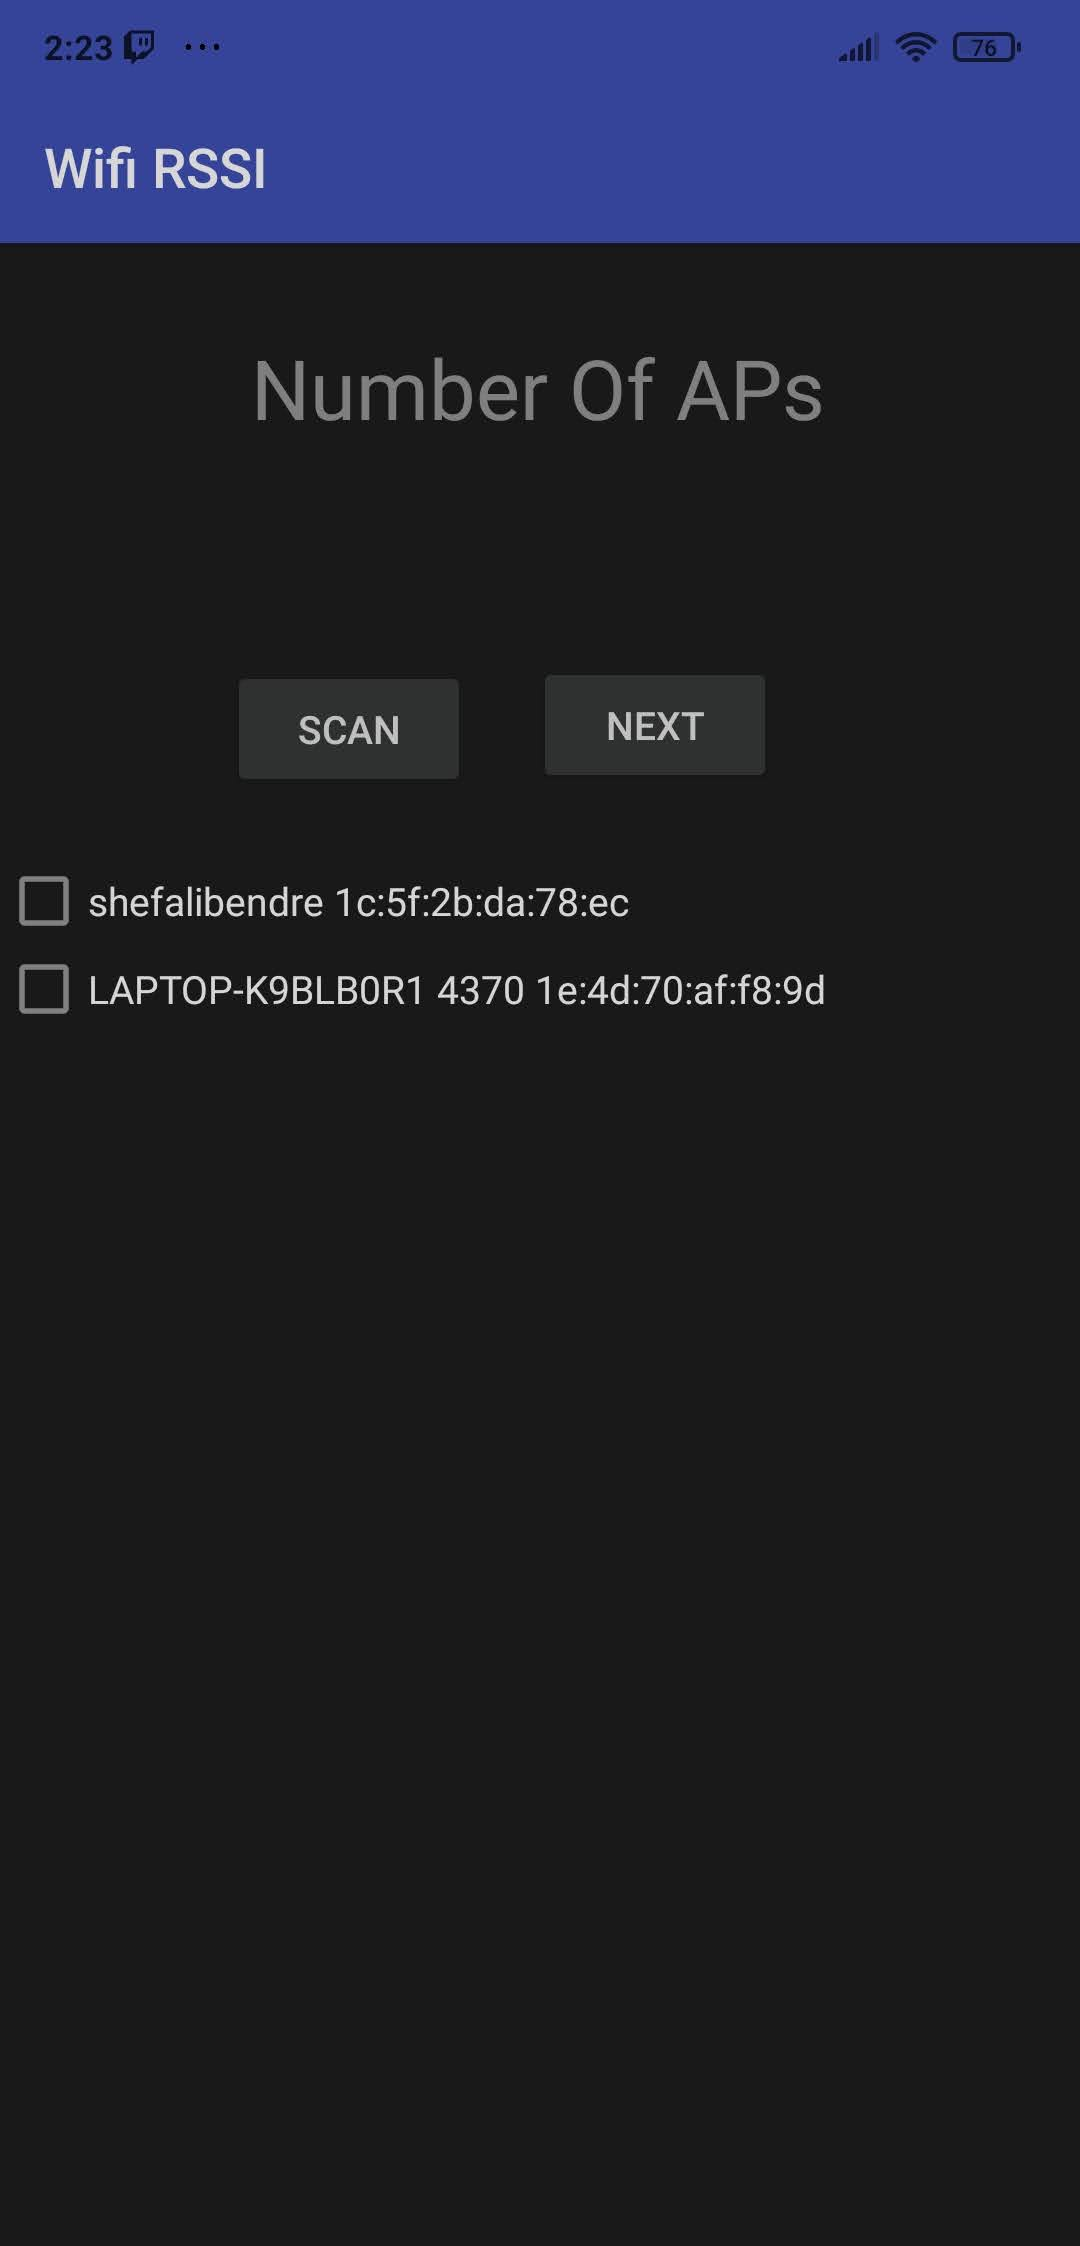 2:23
76
Wifi RSSI
Number Of APs
SCAN NEXT
shefalibendre 1c:5f:2b:da:78:ec
LAPTOP-K9BLB0R1 4370 1e:4d:70:af:f8:9d